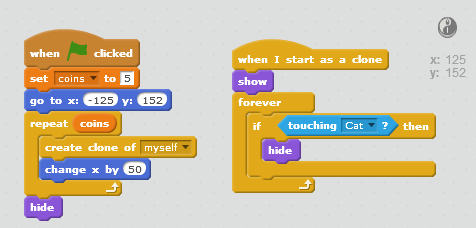 when clicked
set coins to 5
go to x: -125 y: 152
repeat coins
create clone of myself
change x by 50
hide
when I start as a clone
show
forever
if touching Cat ? then
hide
x: 125
y: 152